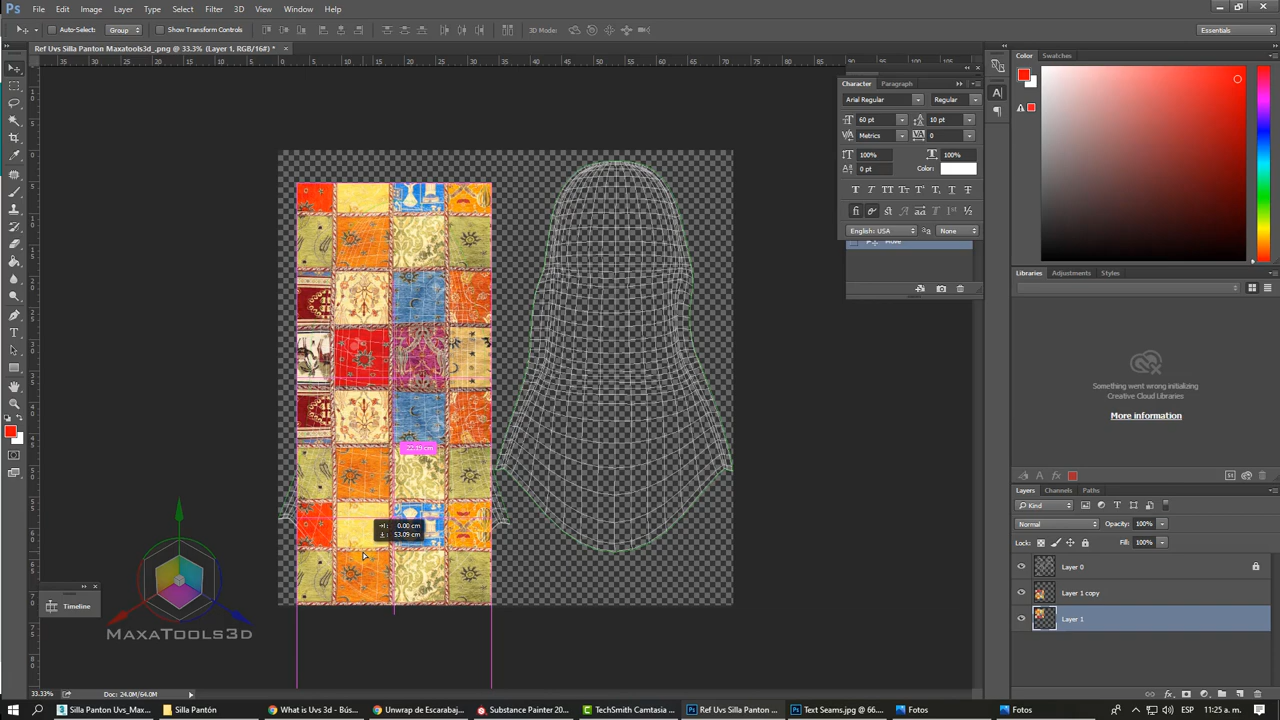 Ps File Edit Image Layer Type Select Filter 3D View Window Help
Auto-Select: Group Show Transform Controls 3D Mode: Essentials
Ref Uvs Silla Panton Maxatools3d_.png @ 33.3% (Layer 1, RGB/16#) *
Color Swatches
Character Paragraph
Arial Regular Regular
60 pt 10 pt
Metrics 0
100% 100%
0 pt Color:
English: USA None
Libraries Adjustments Styles
Something went wrong initializing
Creative Cloud Libraries
More information
0.00 cm
53.09 cm
Layers Channels Paths
Kind
Normal Opacity: 100%
Lock: Fill: 100%
Layer 0
Layer 1 copy
Layer 1
Timeline
MAXATOOLS3D
33.33% Doc: 24.0M/64.0M
Silla Panton Uvs_Max... Silla Pantón What is Uvs 3d - Bús... Unwrap de Escarabaj... Substance Painter 20... TechSmith Camtasia ... Ref Uvs Silla Panton ... Text Seams.jpg @ 66.... Fotos Fotos ESP 11:25 a. m.